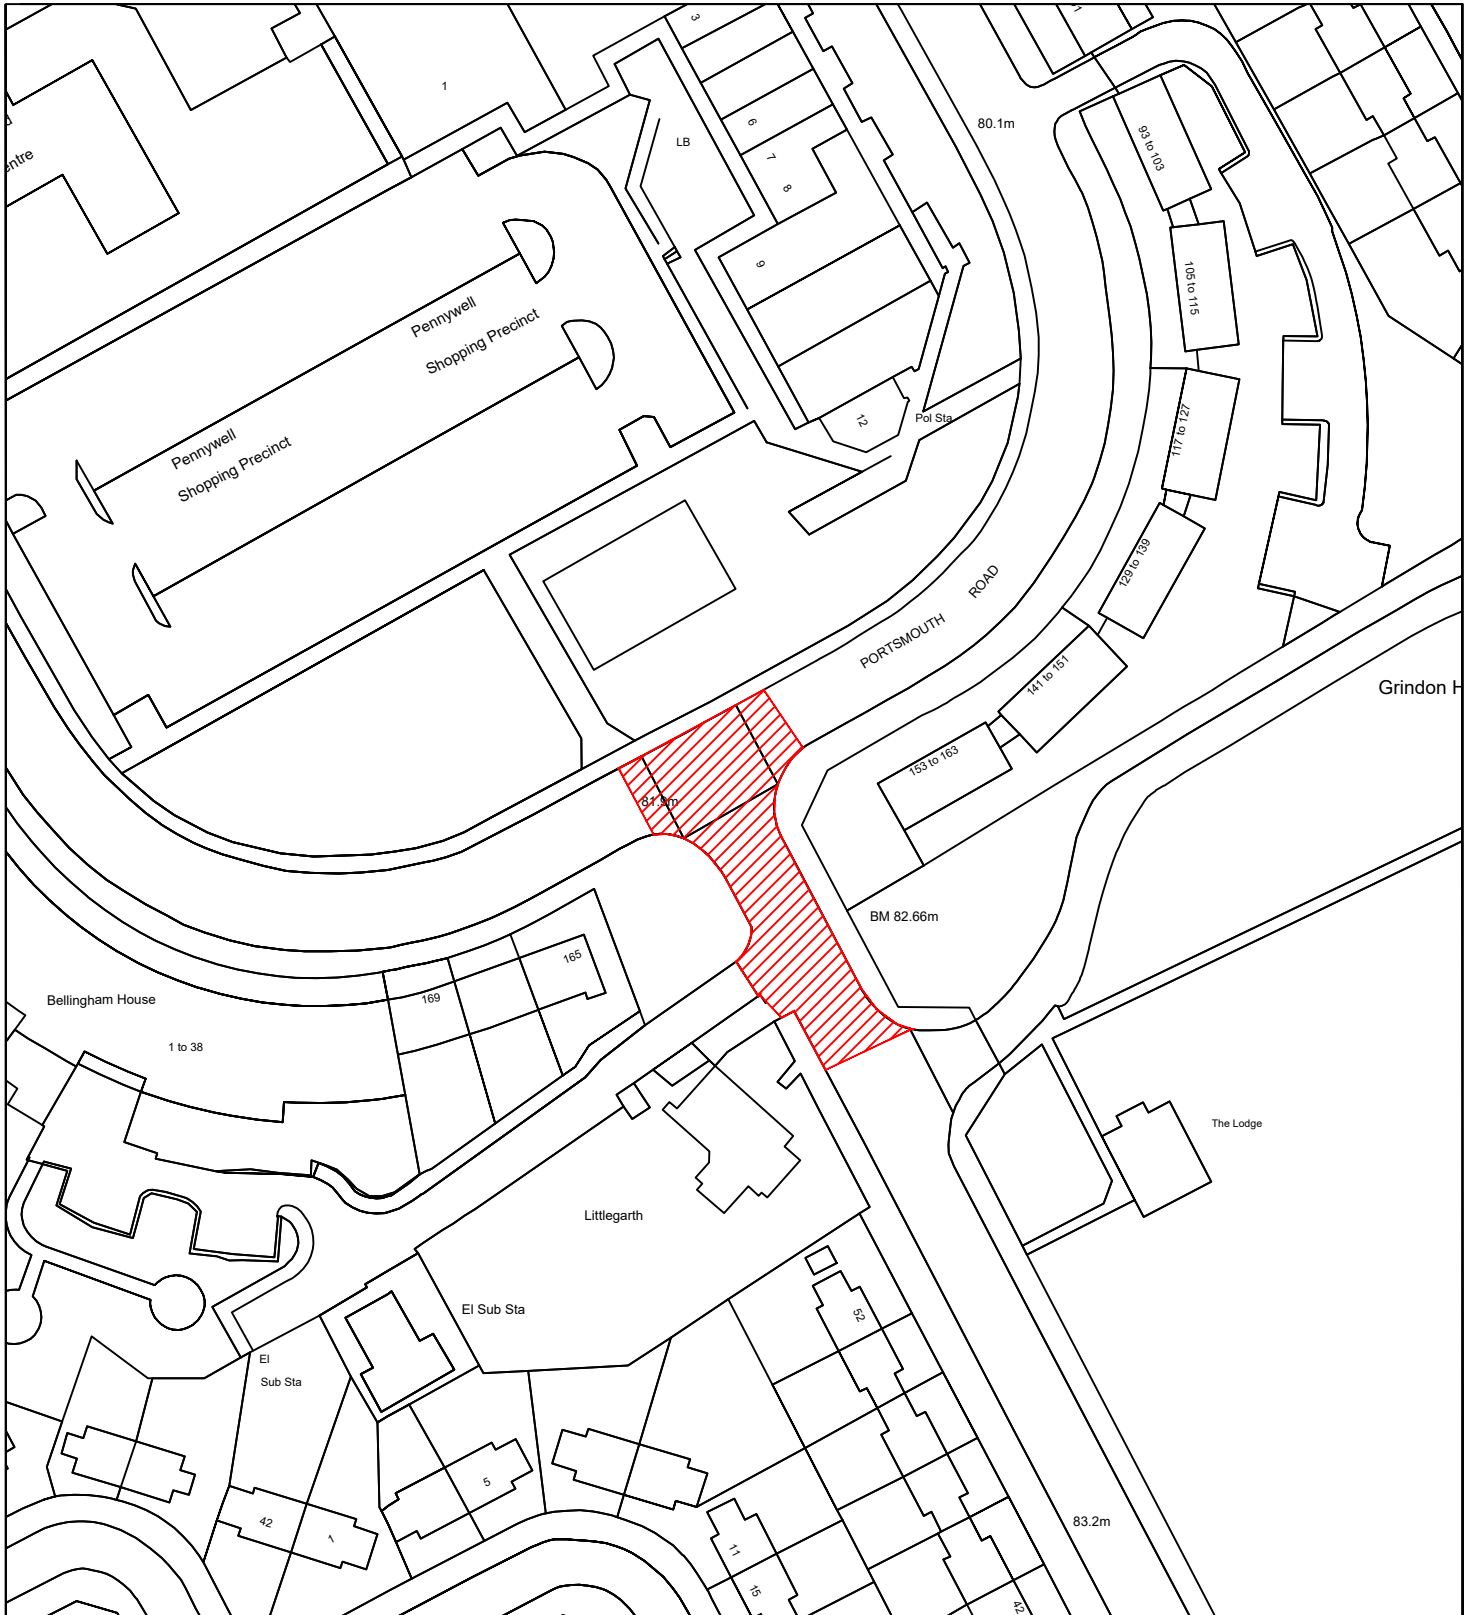 3
1
80.1m
6
LB
7
8
93 to 103
entre
9
105 to 115
Pennywell
Shopping Precinct
12
Pol Sta
117 to 127
Pennywell
Shopping Precinct
129 to 139
ROAD
PORTSMOUTH
141 to 151
Grindon H
153 to 163
81.9m
BM 82.66m
165
169
Bellingham House
1 to 38
The Lodge
Littlegarth
El Sub Sta
52
El
Sub Sta
5
42
1
83.2m
11
15
42